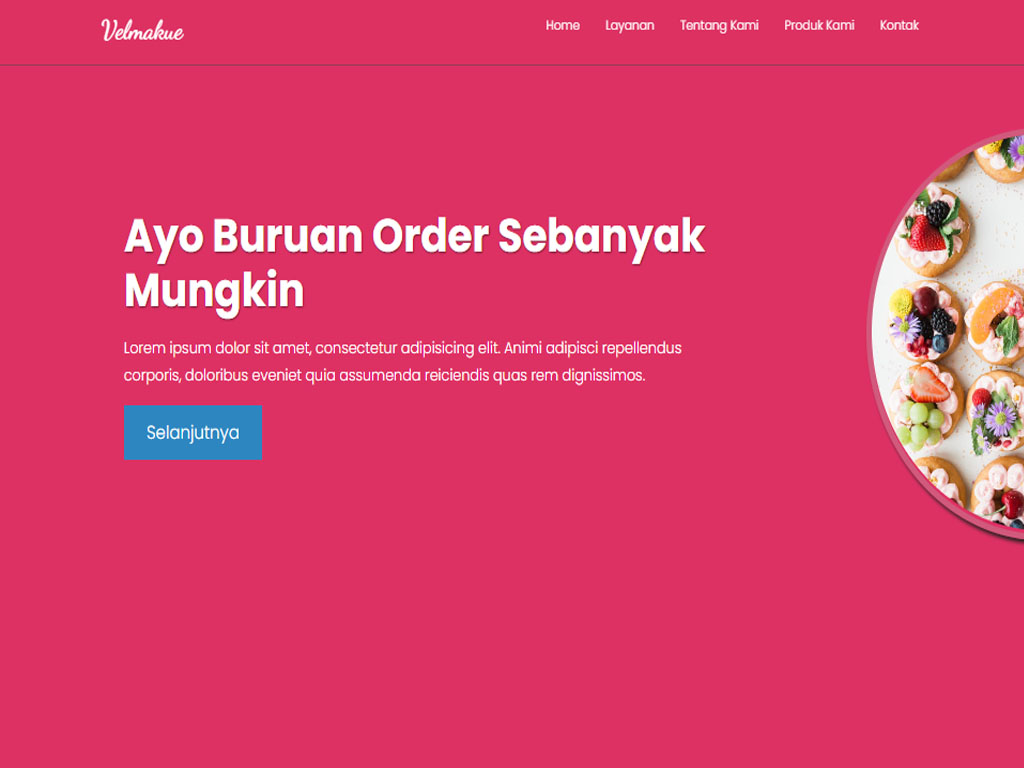 Velmakue
Home Layanan Tentang Kami Produk Kami Kontak
Ayo Buruan Order Sebanyak
Mungkin
Lorem ipsum dolor sit amet, consectetur adipisicing elit. Animi adipisci repellendus
corporis, doloribus eveniet quia assumenda reiciendis quas rem dignissimos.
Selanjutnya